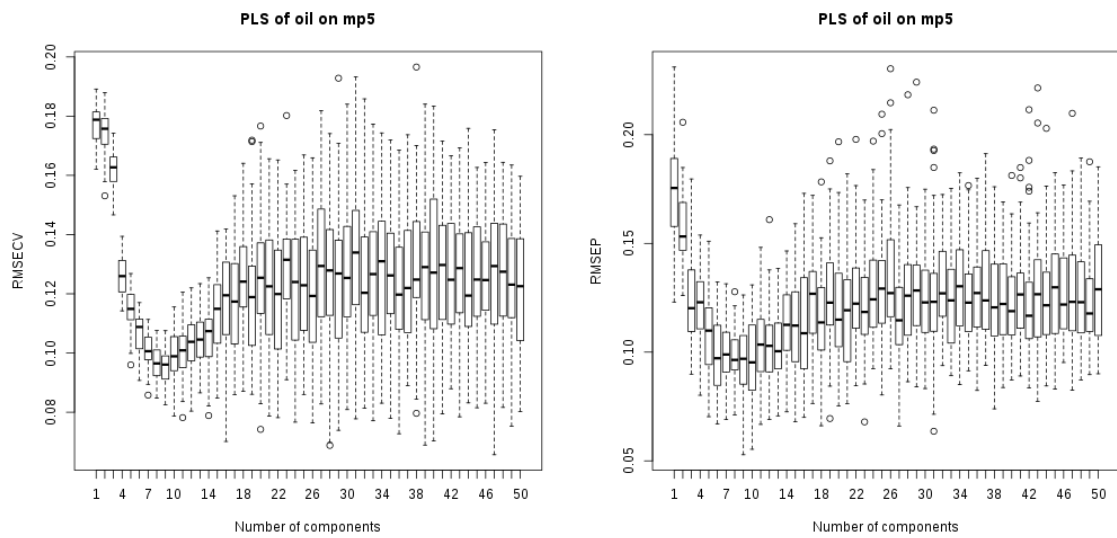 PLS of oil on mp5
RMSECV
0.20
0.18
0.16
0.14
0.12
0.10
0.08
1 4 7 10 14 18 22 26 30 34 38 42 46 50
Number of components
PLS of oil on mp5
RMSEP
0.20
0.15
0.10
0.05
1 4 7 10 14 18 22 26 30 34 38 42 46 50
Number of components